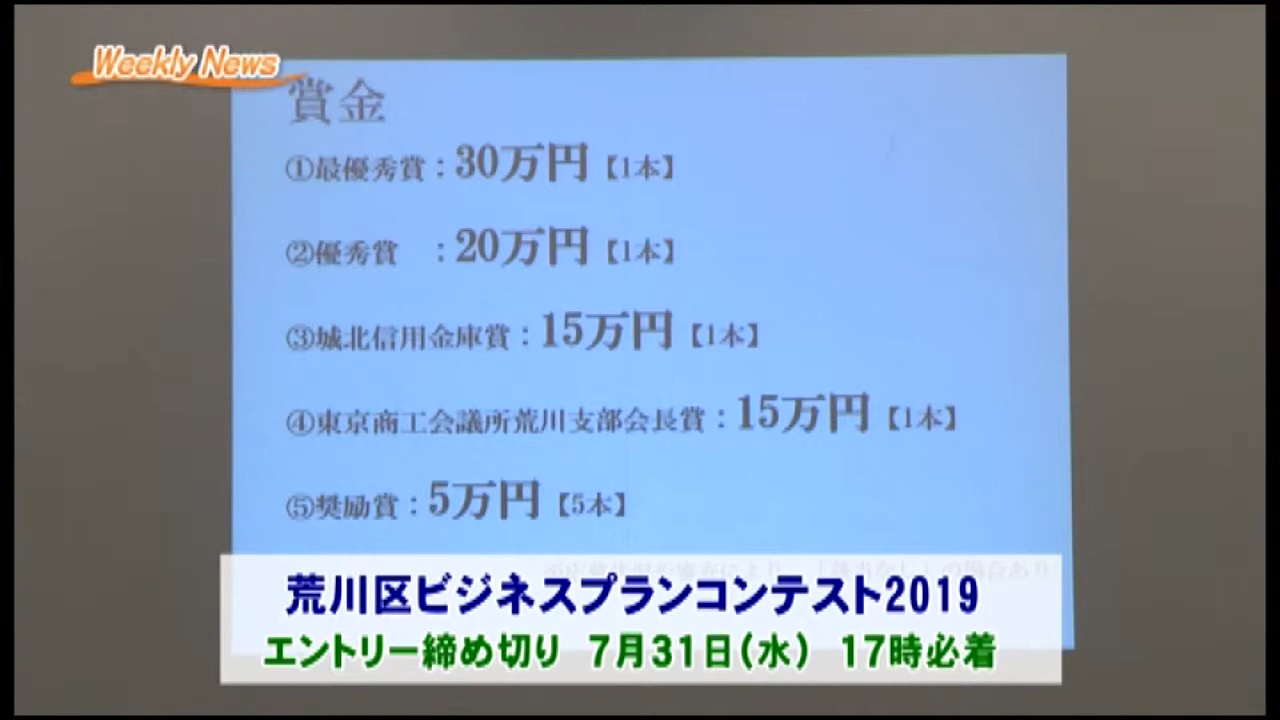 Weekly News
賞金
①最優秀賞：30万円【1本】
②優秀賞　：20万円【1本】
③城北信用金庫賞：15万円【1本】
④東京商工会議所荒川支部会長賞：15万円【1本】
⑤奨励賞：5万円【5本】
荒川区ビジネスプランコンテスト2019
エントリー締め切り　7月31日(水)　17時必着